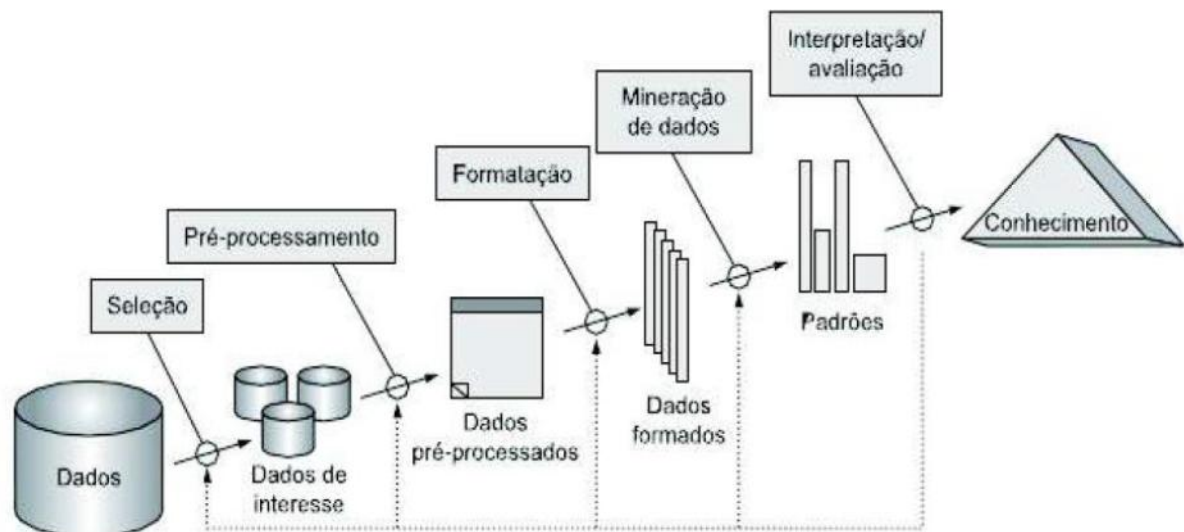 Interpretação/
avaliação
Mineração
de dados
Formatação
Pré-processamento
Seleção
Dados
Dados de
interesse
Dados
pré-processados
Dados
formados
Padrões
Conhecimento